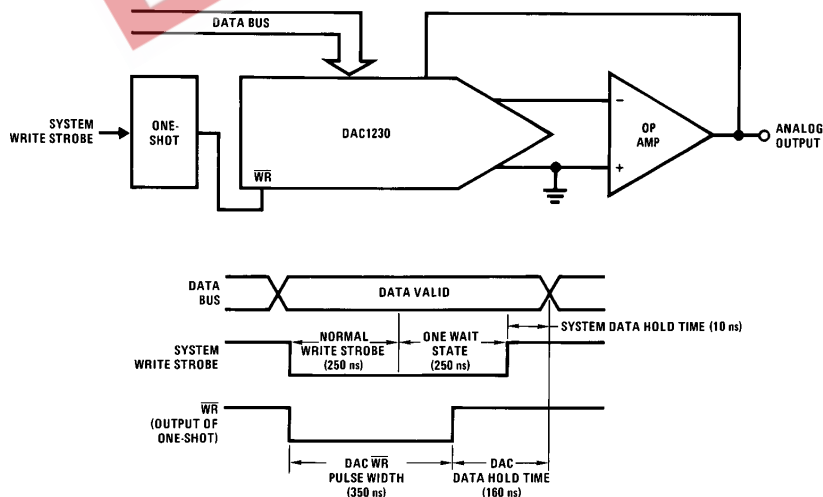 DATA BUS
SYSTEM
WRITE STROBE
ONE-
SHOT
DAC1230
WR
−
+
OP
AMP
ANALOG
OUTPUT
DATA
BUS
DATA VALID
SYSTEM DATA HOLD TIME (10 ns)
SYSTEM
WRITE STROBE
NORMAL
WRITE STROBE
(250 ns)
ONE WAIT
STATE
(250 ns)
WR
(OUTPUT OF
ONE-SHOT)
DAC WR
PULSE WIDTH
(350 ns)
DAC
DATA HOLD TIME
(160 ns)